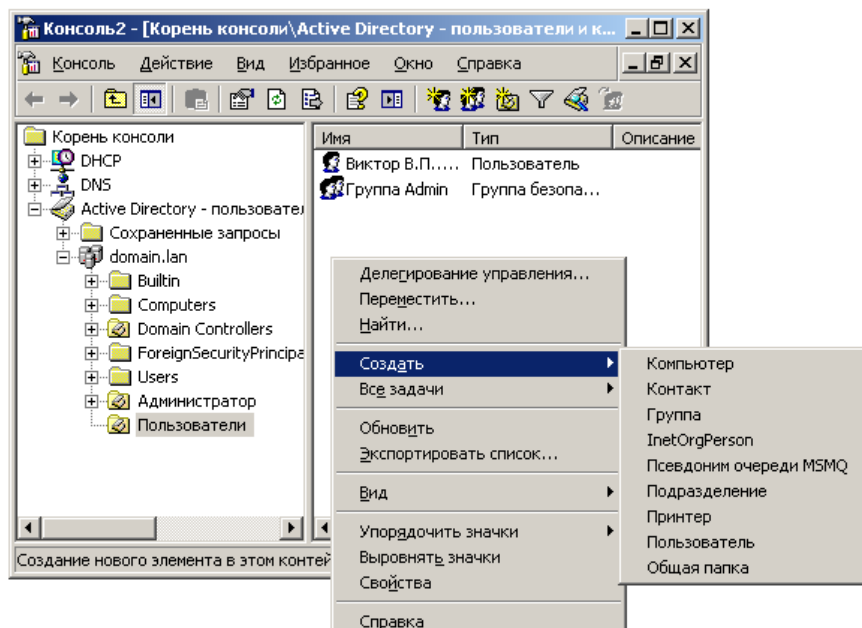 Консоль2 - [Корень консоли\Active Directory - пользователи и к...
Консоль Действие Вид Избранное Окно Справка
Корень консоли
DHCP
DNS
Active Directory - пользовател
Сохраненные запросы
domain.lan
Builtin
Computers
Domain Controllers
ForeignSecurityPrincipa
Users
Администратор
Пользователи
Имя Тип Описание
Виктор В.П.... Пользователь
Группа Admin Группа безопа...
Делегирование управления...
Переместить...
Найти...
Создать
Все задачи
Обновить
Экспортировать список...
Вид
Упорядочить значки
Выровнять значки
Свойства
Справка
Компьютер
Контакт
Группа
InetOrgPerson
Псевдоним очереди MSMQ
Подразделение
Принтер
Пользователь
Общая папка
Создание нового элемента в этом контей